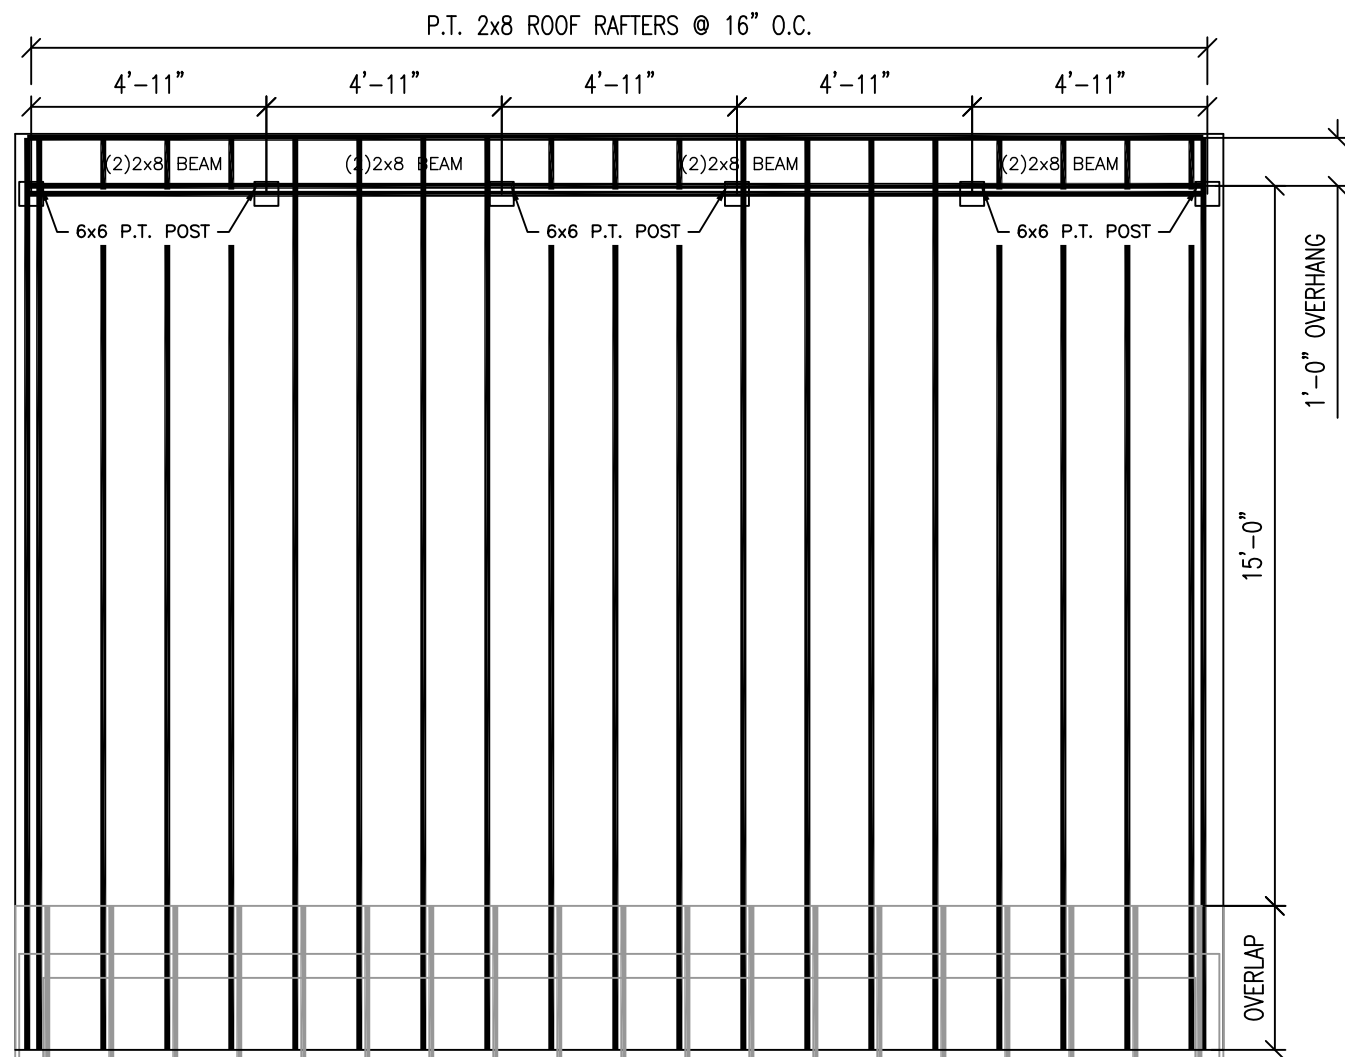 P.T. 2x8 ROOF RAFTERS @ 16" O.C.
4'-11" 4'-11" 4'-11" 4'-11" 4'-11"
(2)2x8 BEAM (2)2x8 BEAM (2)2x8 BEAM (2)2x8 BEAM
6x6 P.T. POST 6x6 P.T. POST 6x6 P.T. POST
1'-0" OVERHANG
15'-0"
OVERLAP